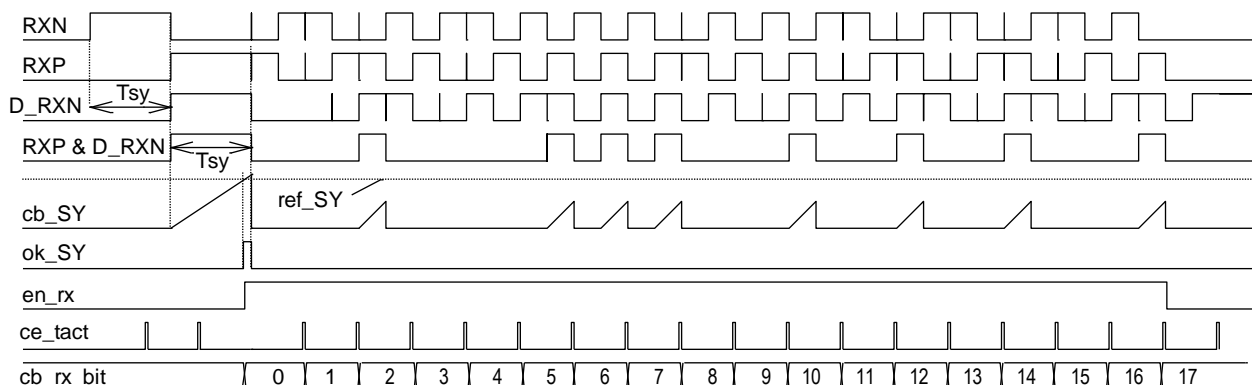 RXN
RXP
Tsy
D_RXN
RXP & D_RXN
Tsy
ref_SY
cb_SY
ok_SY
en_rx
ce_tact
cb_rx_bit 0 1 2 3 4 5 6 7 8 9 10 11 12 13 14 15 16 17